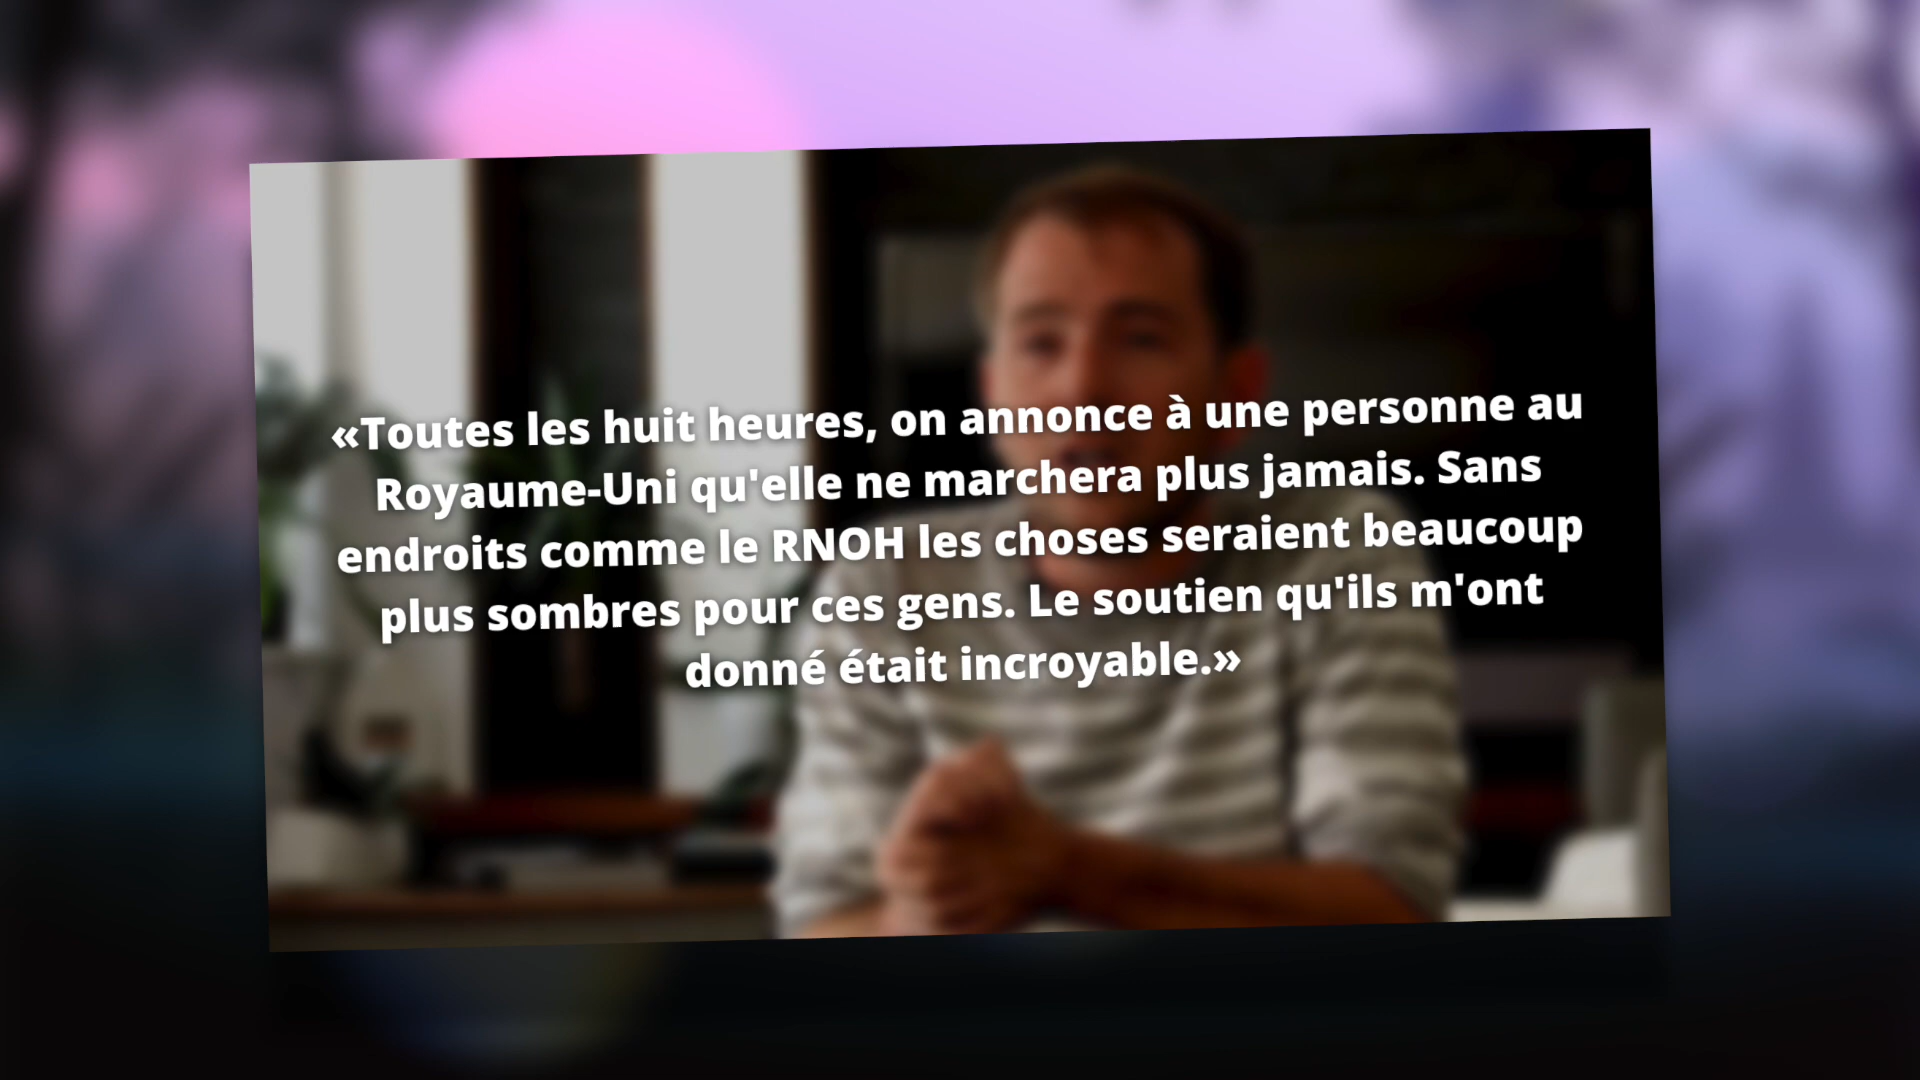 «Toutes les huit heures, on annonce à une personne au
Royaume-Uni qu'elle ne marchera plus jamais. Sans
endroits comme le RNOH les choses seraient beaucoup
plus sombres pour ces gens. Le soutien qu'ils m'ont
donné était incroyable.»